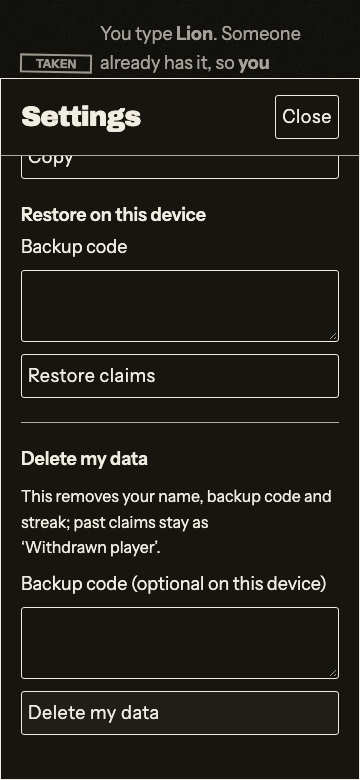 You type Lion. Someone
TAKEN already has it, so you
Settings
Close
Copy
Restore on this device
Backup code
Restore claims
Delete my data
This removes your name, backup code and
streak; past claims stay as
‘Withdrawn player’.
Backup code (optional on this device)
Delete my data